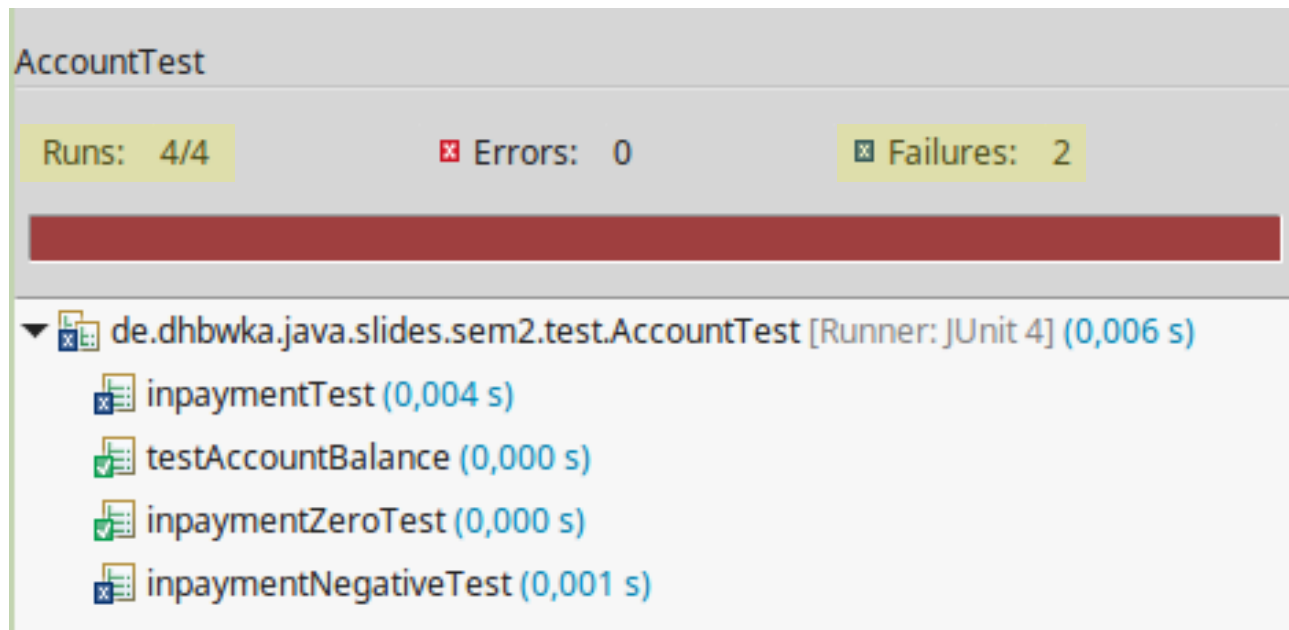 AccountTest
Runs: 4/4 Errors: 0 Failures: 2
de.dhbwka.java.slides.sem2.test.AccountTest [Runner: JUnit 4] (0,006 s)
inpaymentTest (0,004 s)
testAccountBalance (0,000 s)
inpaymentZeroTest (0,000 s)
inpaymentNegativeTest (0,001 s)